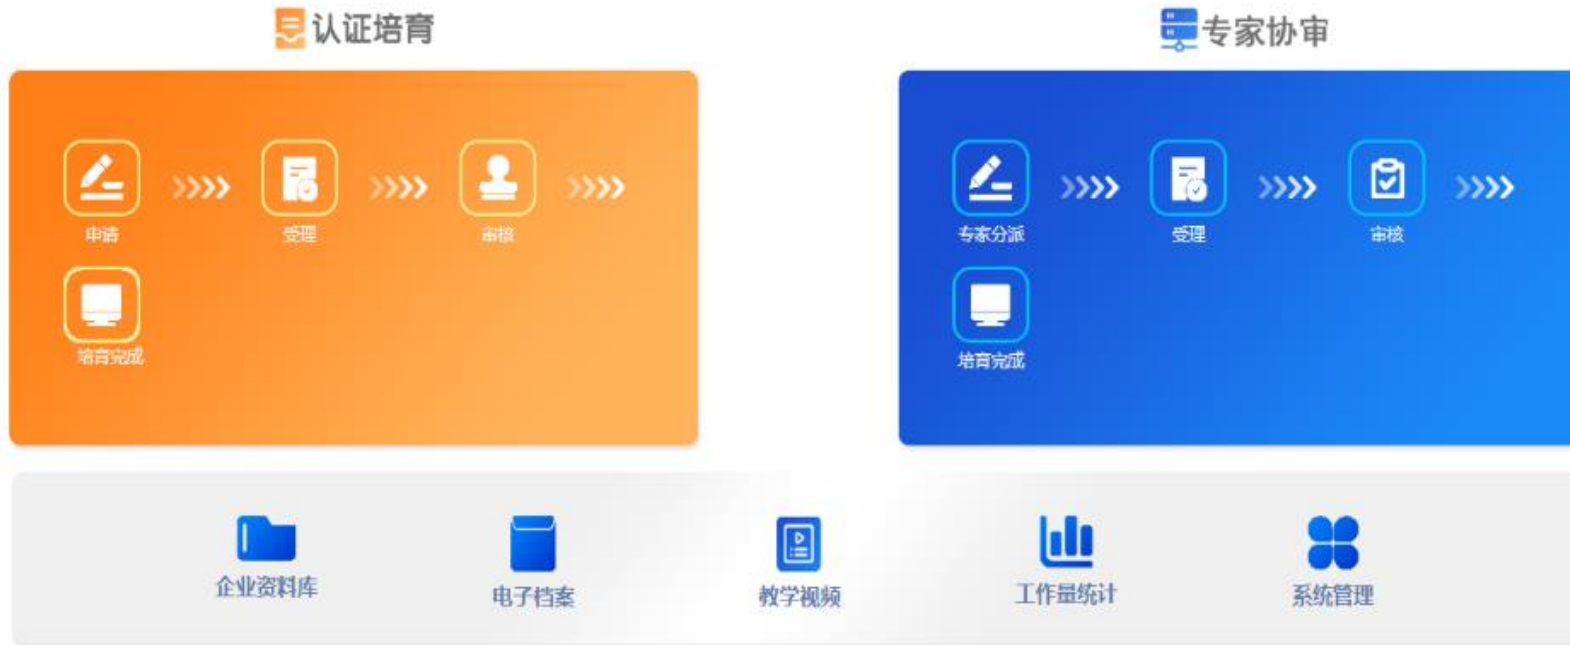 认证培育
专家协审
申请
受理
审核
培育完成
专家分派
受理
审核
培育完成
企业资料库
电子档案
教学视频
工作量统计
系统管理